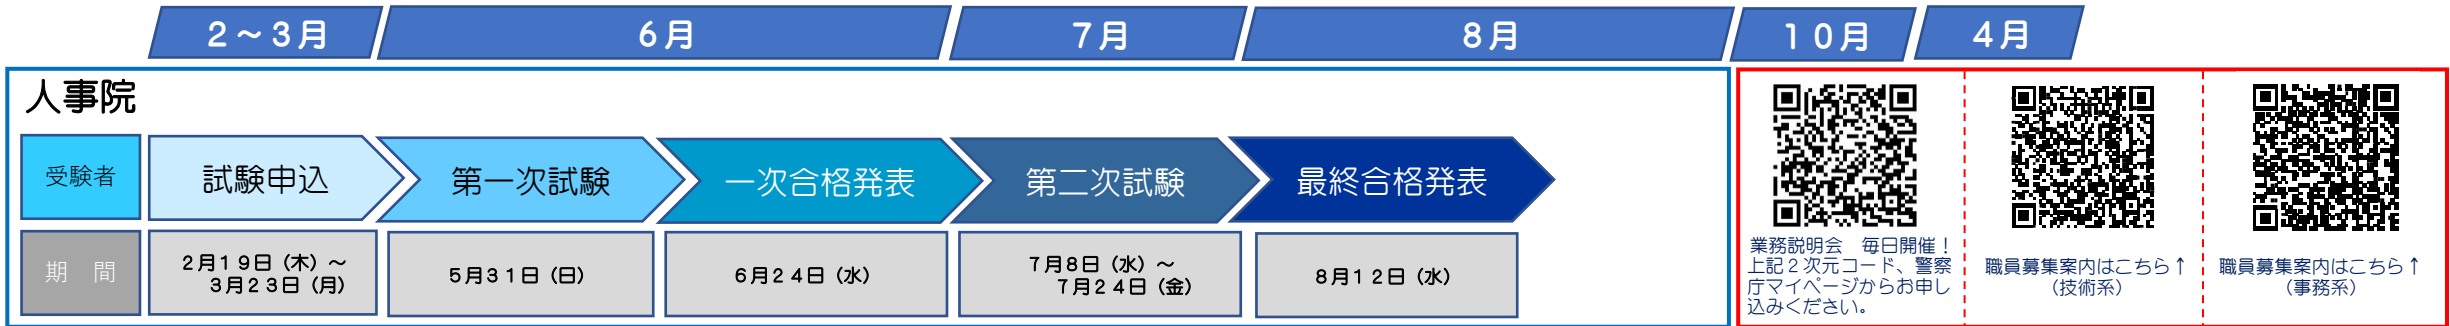 ２～３月
６月
７月
８月
１０月
４月
人事院
受験者
試験申込
第一次試験
一次合格発表
第二次試験
最終合格発表
期　間
２月１９日（木）～
３月２３日（月）
５月３１日（日）
６月２４日（水）
７月８日（水）～
７月２４日（金）
８月１２日（水）
業務説明会　毎日開催！
上記２次元コード、警察
庁マイページからお申し
込みください。
職員募集案内はこちら↑
（技術系）
職員募集案内はこちら↑
（事務系）